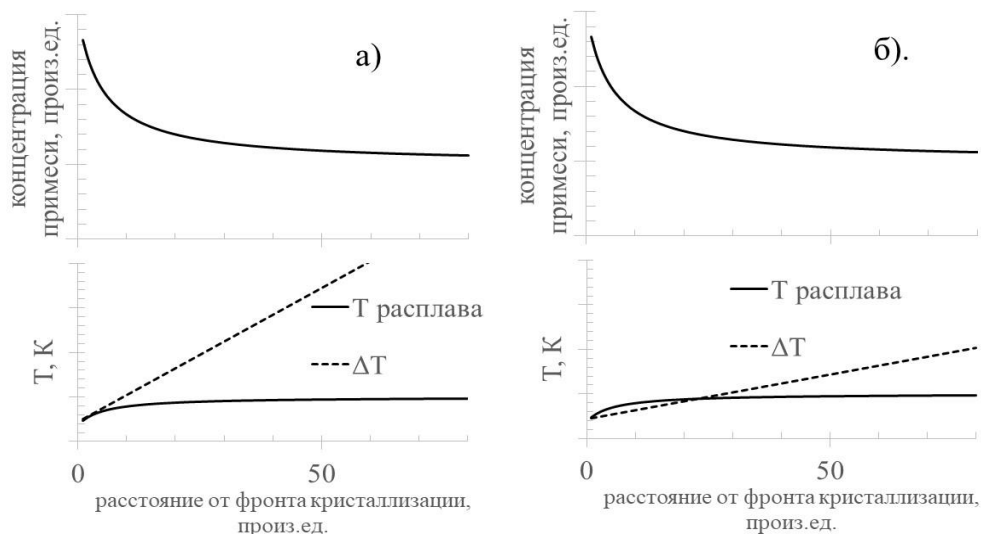 а)
концентрация
примеси, произ.ед.
T расплава
ΔT
T, К
0
50
расстояние от фронта кристаллизации,
произ.ед.
б).
концентрация
примеси, произ.ед.
T расплава
ΔT
T, К
0
50
расстояние от фронта кристаллизации,
произ.ед.